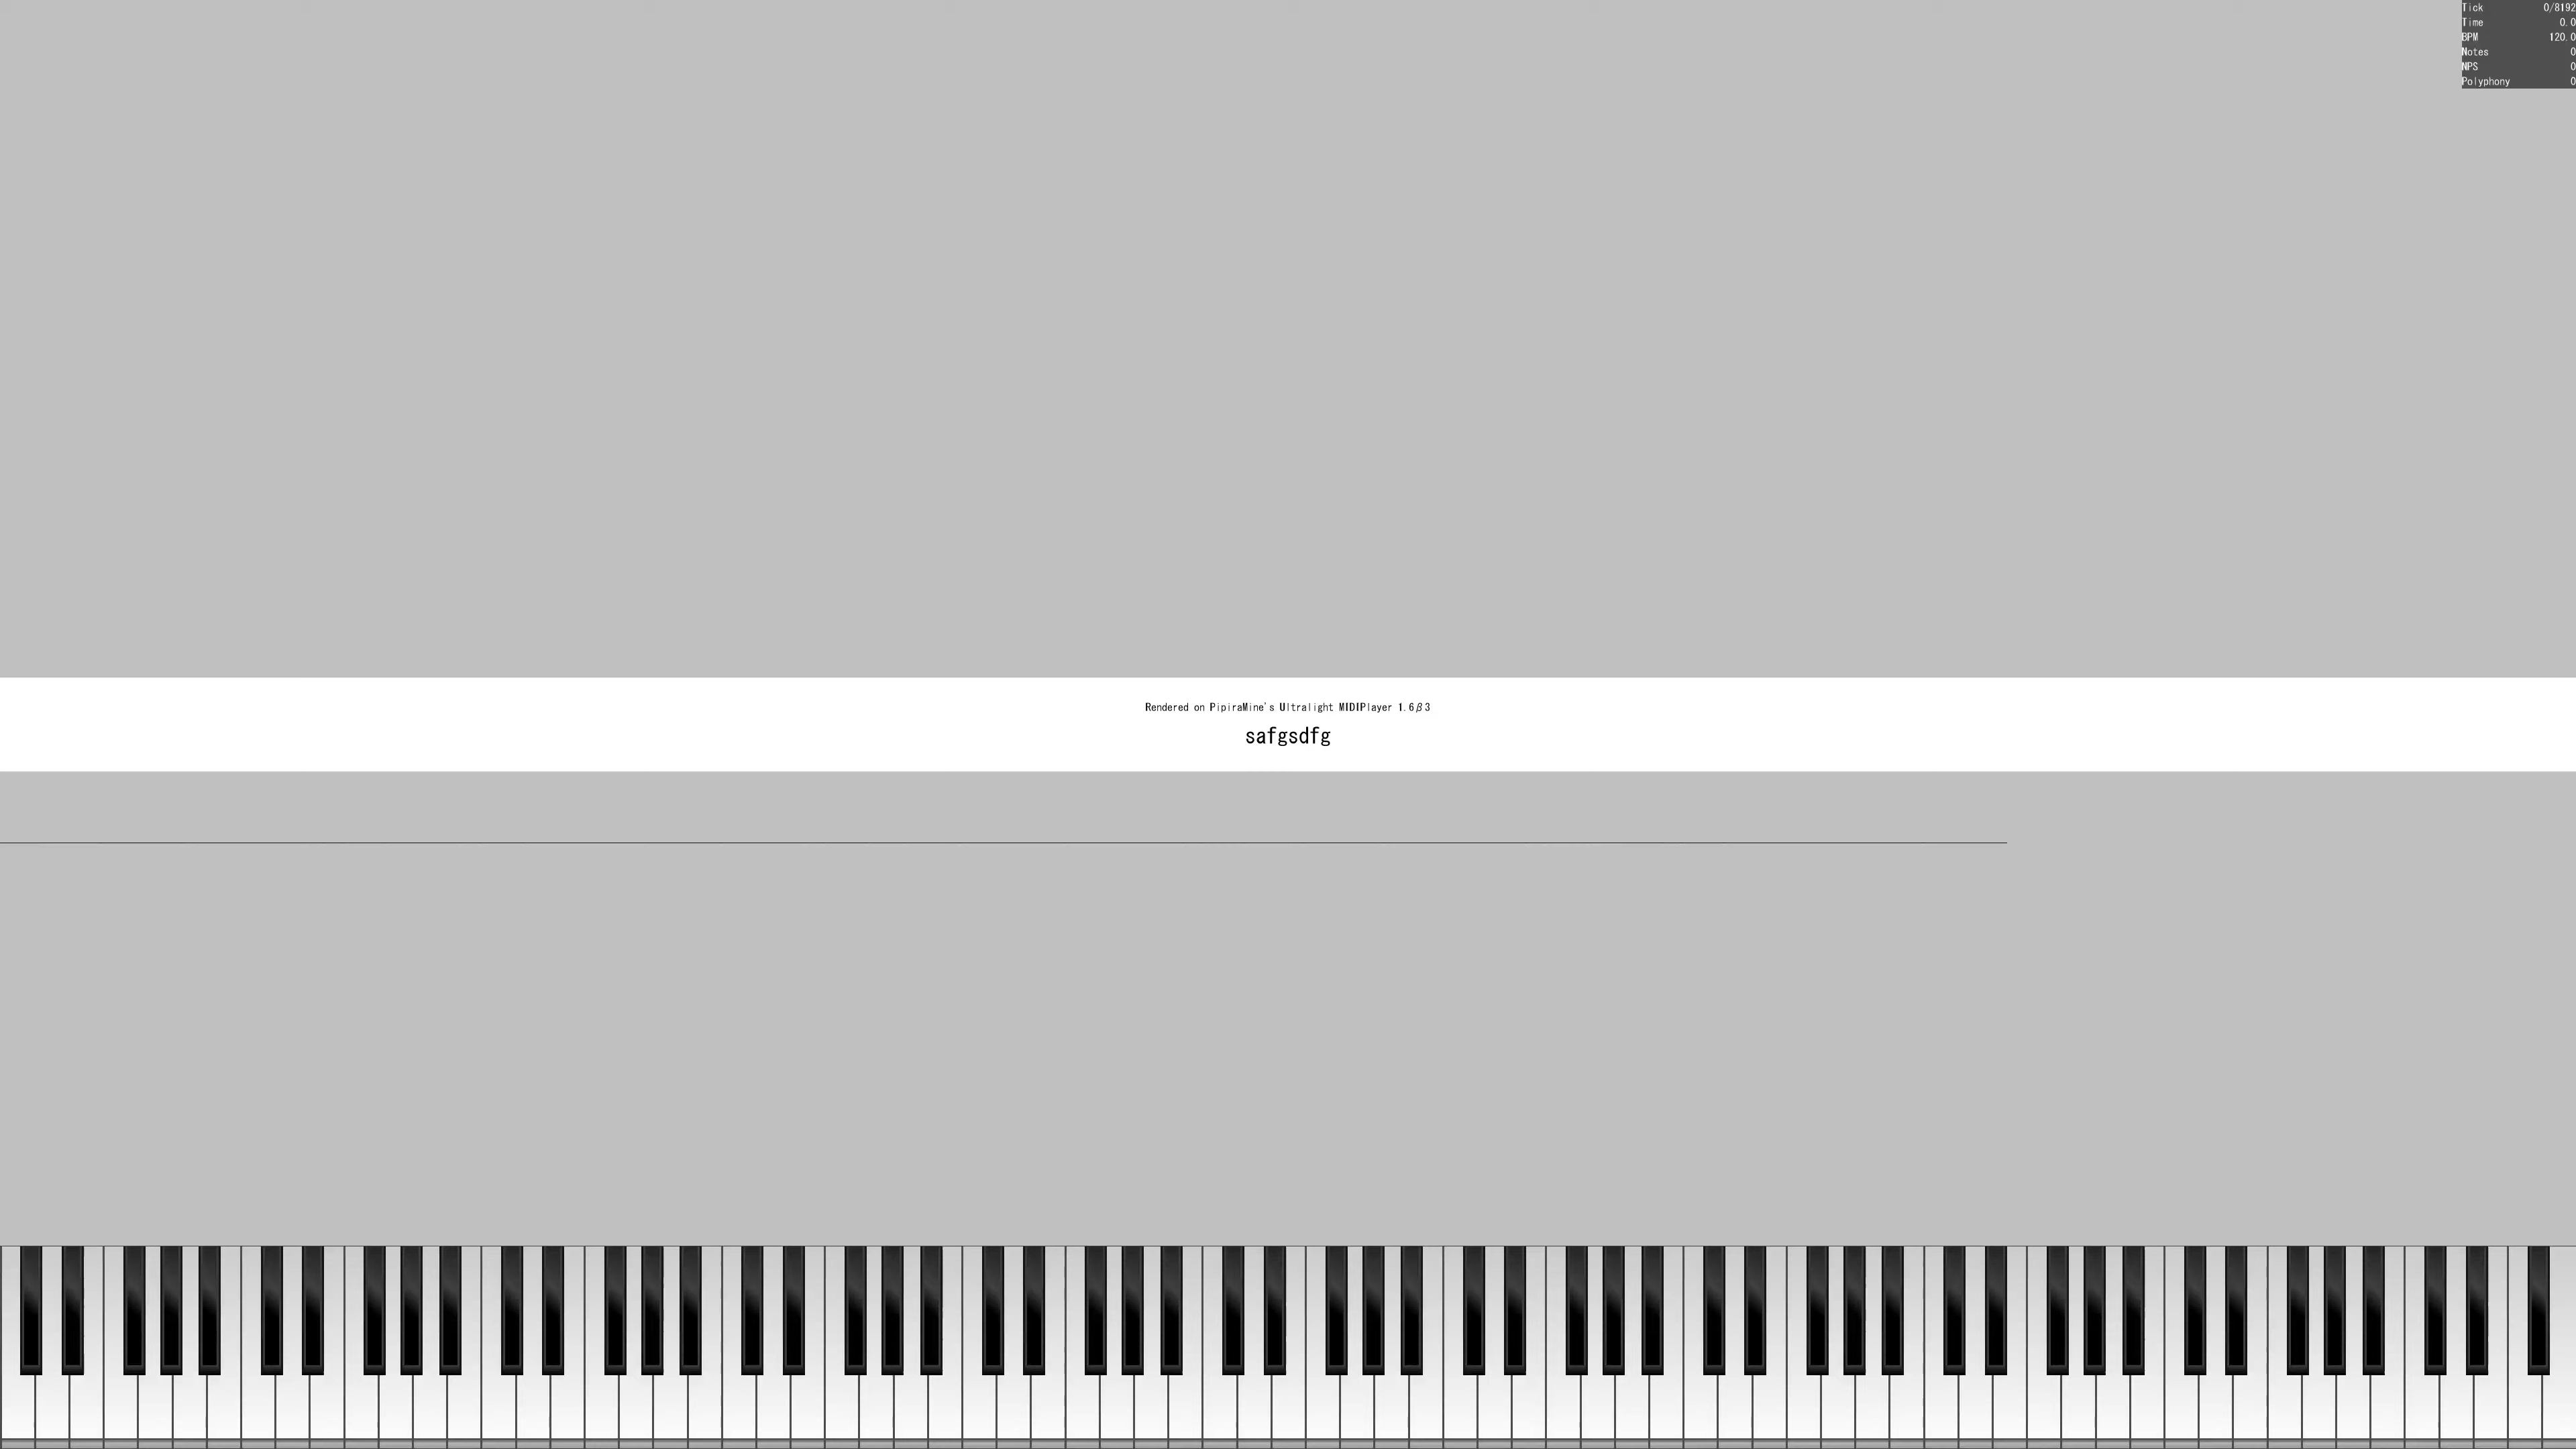 Tick 0/8192
Time 0.0
BPM 120.0
Notes 0
NPS 0
Polyphony 0
Rendered on PipiraMine's Ultralight MIDIPlayer 1.6β3
safgsdfg